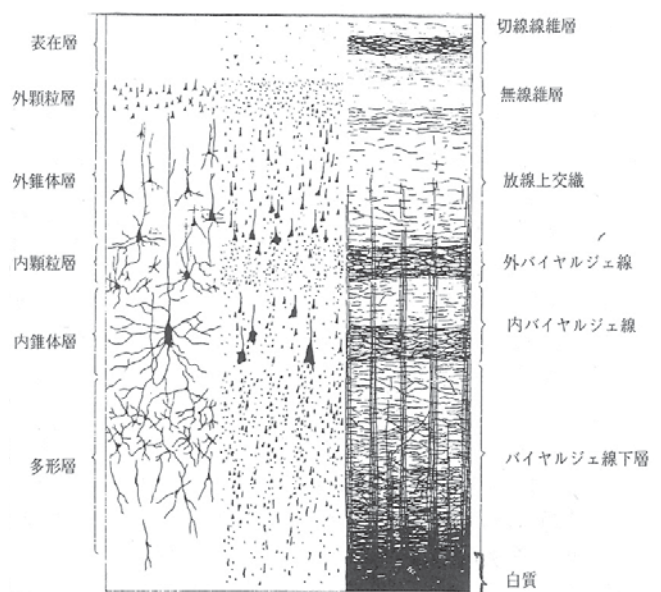 表在層
外顆粒層
外錐体層
内顆粒層
内錐体層
多形層
切線線維層
無線維層
放線上交織
外バイヤルジェ線
内バイヤルジェ線
バイヤルジェ線下層
白質